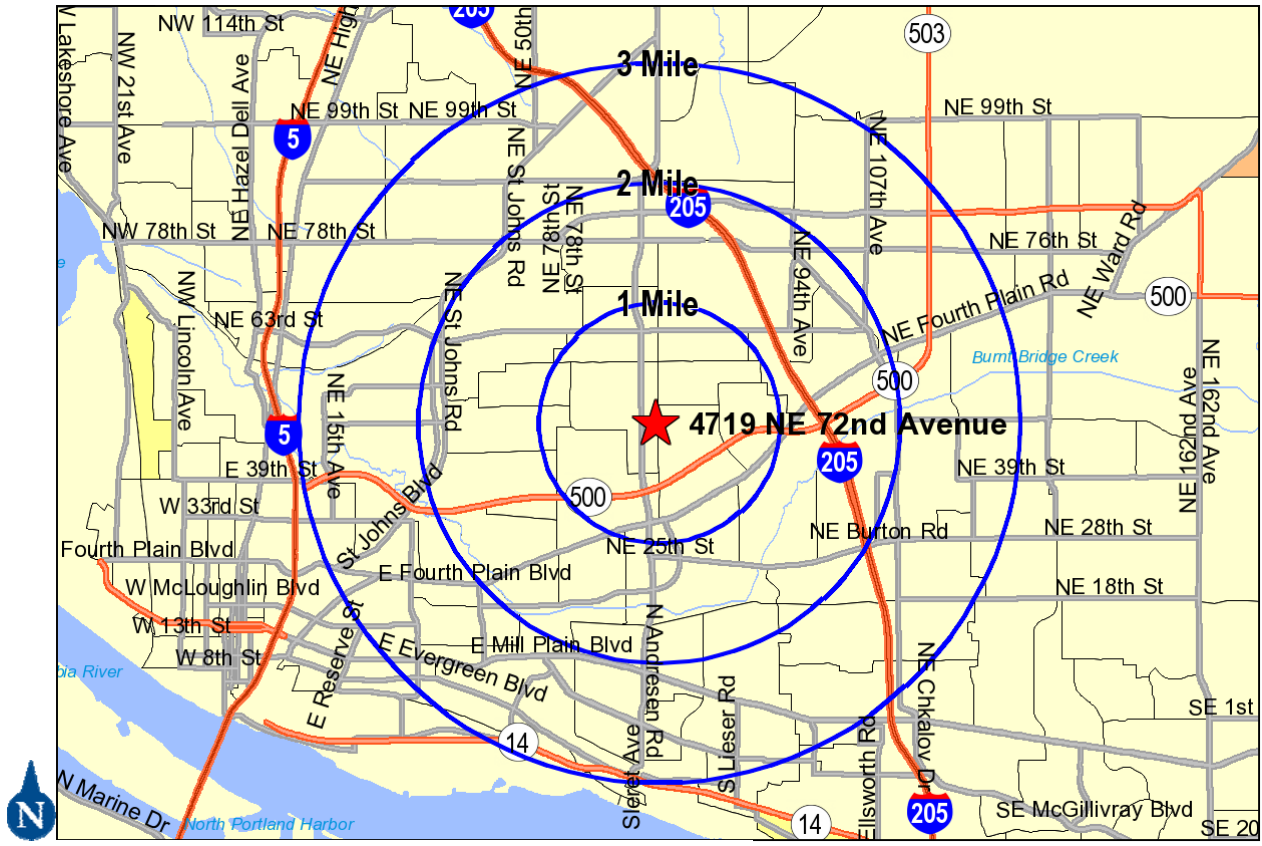 NW 114th St
205
503
NE High
NE 50th
W Lakeshore Ave
NW 21st Ave
NE Hazel Dell Ave
3 Mile
NE 99th St
NE 99th St
NE 99th St
5
NE St Johns Rd
NE 107th Ave
2 Mile
205
NE 78th St
NE 78th St
NW 78th St
NE 78th St
NE 94th Ave
NE 76th St
NE Ward Rd
e
NW Lincoln Ave
NE St Johns Rd
1 Mile
NE Fourth Plain Rd
500
NE 63rd St
Burnt Bridge Creek
NE 15th Ave
500
NE 162nd Ave
NE 162nd Ave
4719 NE 72nd Avenue
5
205
E 39th St
NE 39th St
500
W 33rd St
St Johns Blvd
NE Burton Rd
NE 28th St
Fourth Plain Blvd
NE 25th St
E Fourth Plain Blvd
W McLoughlin Blvd
NE 18th St
W 13th St
E Reserve St
N Andresen Rd
E Mill Plain Blvd
W 8th St
E Evergreen Blvd
NE Chkalov Dr
bia River
S Lieser Rd
SE 1st
14
Ellsworth Rd
N Marine Dr
N
North Portland Harbor
14
205
SE McGillivray Blvd
SE 20